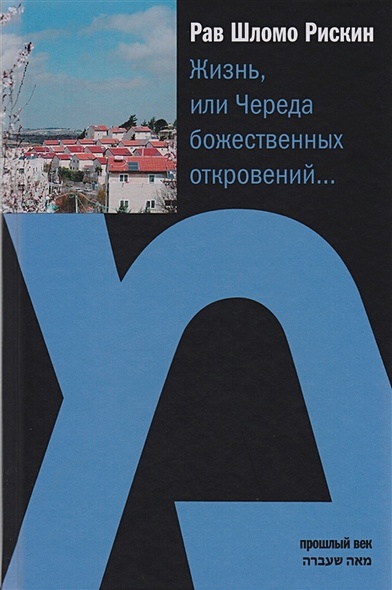 Рав Шломо Рискин
Жизнь,
или Череда
божественных
откровений...
прошлый век
מאה שעברה